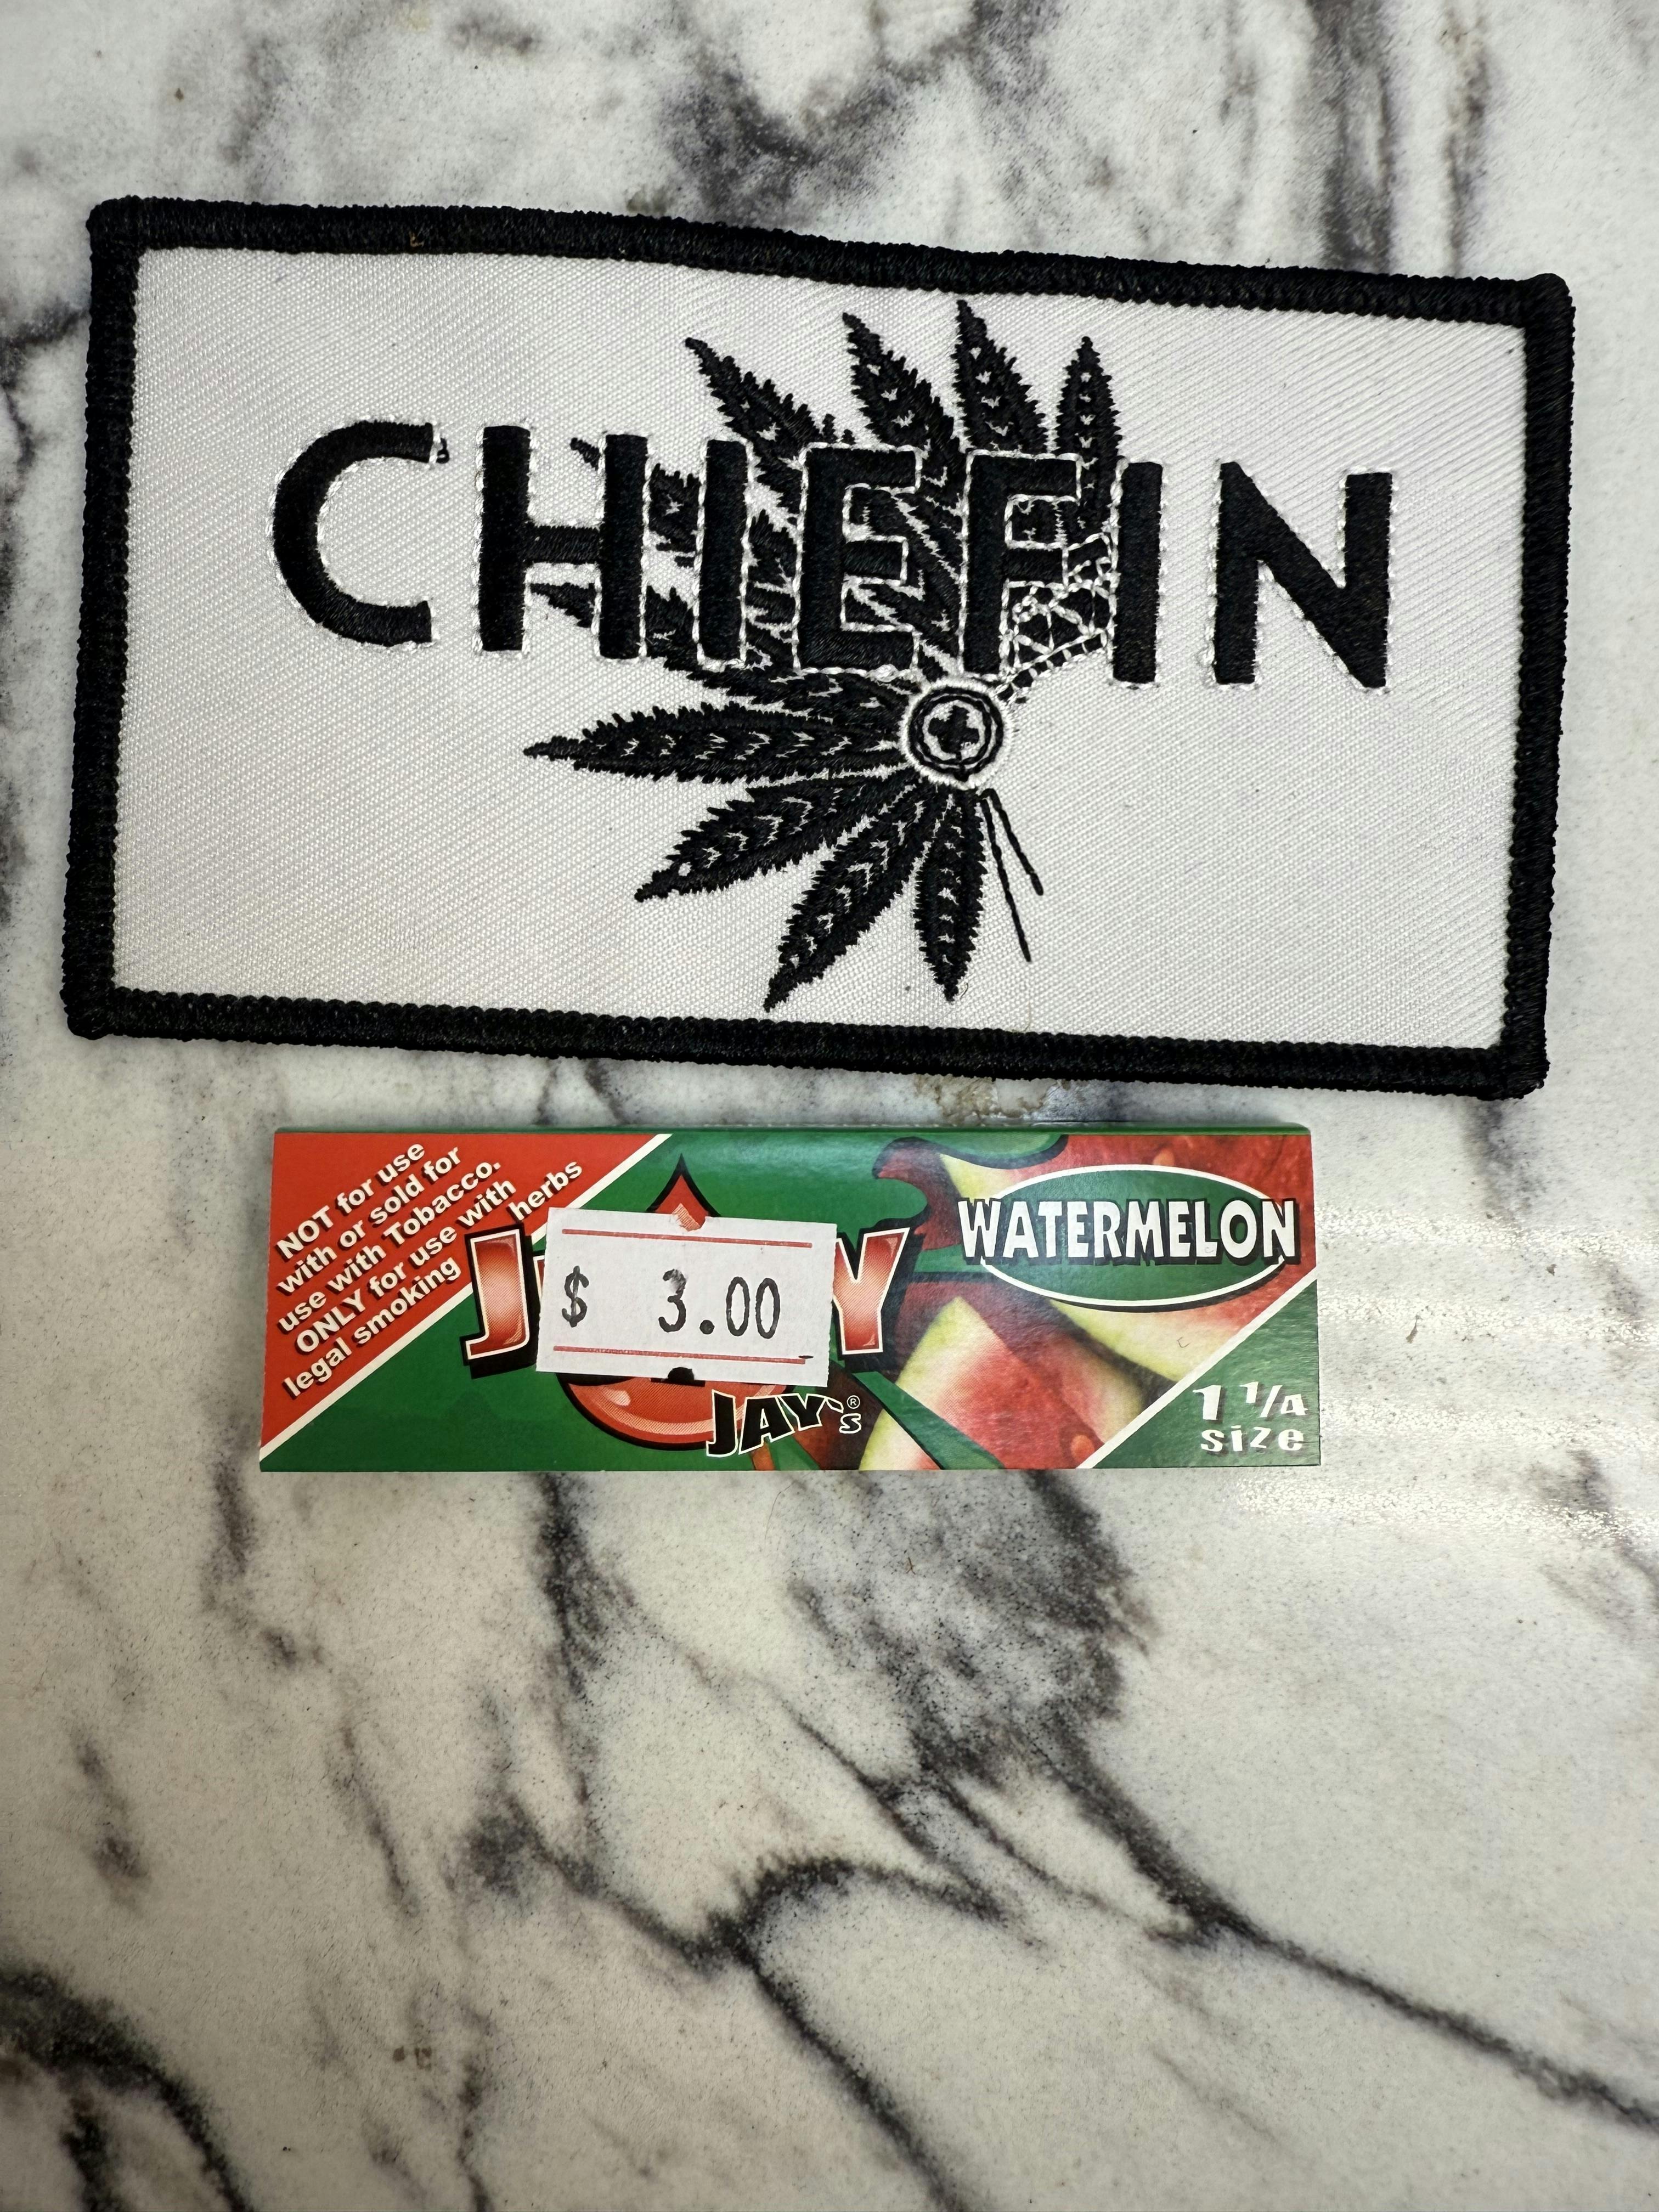 CHIEFIN
NOT for use
with or sold for
use with Tobacco.
ONLY for use with
legal smoking herbs
$ 3.00
JAY's®
WATERMELON
1 1/4
size